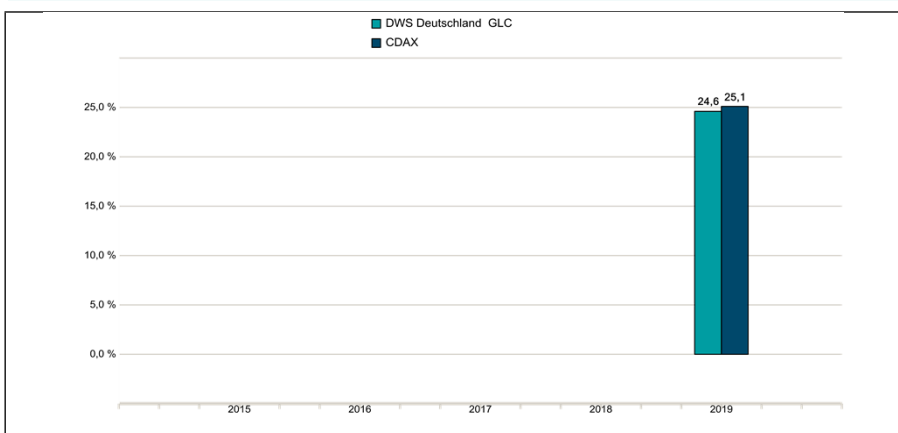 DWS Deutschland GLC
CDAX
25,0 %
20,0 %
15,0 %
10,0 %
5,0 %
0,0 %
24,6 25,1
2015 2016 2017 2018 2019